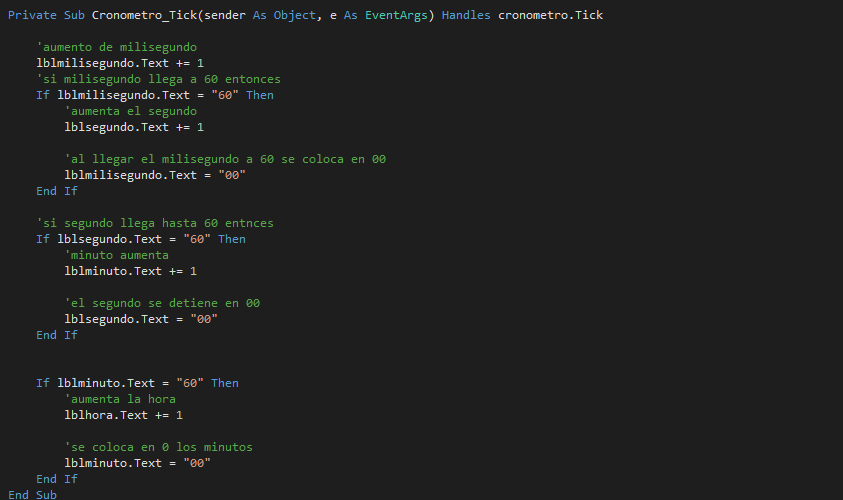 Private Sub Cronometro_Tick(sender As Object, e As EventArgs) Handles cronometro.Tick
'aumento de milisegundo
lblmilisegundo.Text += 1
'si milisegundo llega a 60 entonces
If lblmilisegundo.Text = "60" Then
'aumenta el segundo
lblsegundo.Text += 1
'al llegar el milisegundo a 60 se coloca en 00
lblmilisegundo.Text = "00"
End If
'si segundo llega hasta 60 entnces
If lblsegundo.Text = "60" Then
'minuto aumenta
lblminuto.Text += 1
'el segundo se detiene en 00
lblsegundo.Text = "00"
End If
If lblminuto.Text = "60" Then
'aumenta la hora
lblhora.Text += 1
'se coloca en 0 los minutos
lblminuto.Text = "00"
End If
End Sub